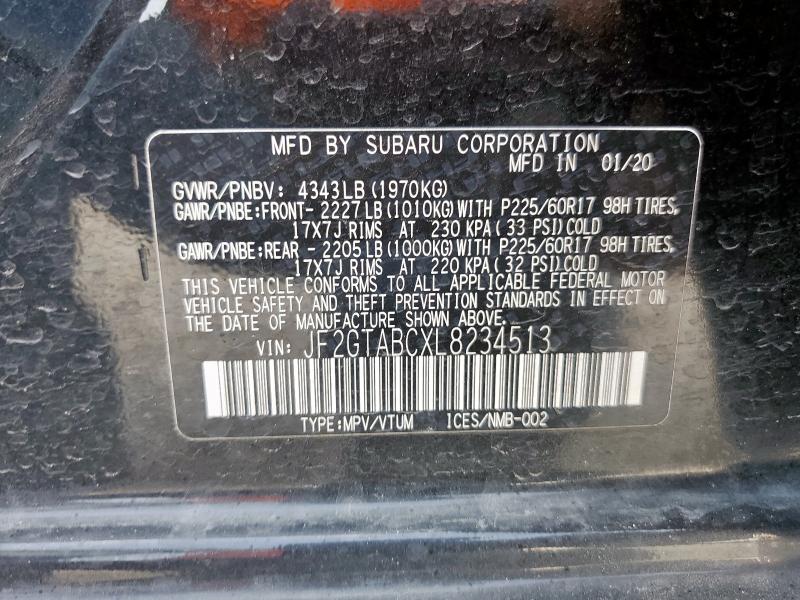 MFD BY SUBARU CORPORATION
MFD IN 01/20
GVWR/PNBV: 4343LB(1970KG)
GAWR/PNBE:FRONT- 2227LB(1010KG)WITH P225/60R17 98H TIRES,
17X7J RIMS AT 230 KPA(33 PSI)COLD
GAWR/PNBE:REAR - 2205LB(1000KG)WITH P225/60R17 98H TIRES,
17X7J RIMS AT 220 KPA(32 PSI)COLD
THIS VEHICLE CONFORMS TO ALL APPLICABLE FEDERAL MOTOR
VEHICLE SAFETY AND THEFT PREVENTION STANDARDS IN EFFECT ON
THE DATE OF MANUFACTURE SHOWN ABOVE.
VIN: JF2GTABCXL8234513
TYPE:MPV/VTUM ICES/NMB-002